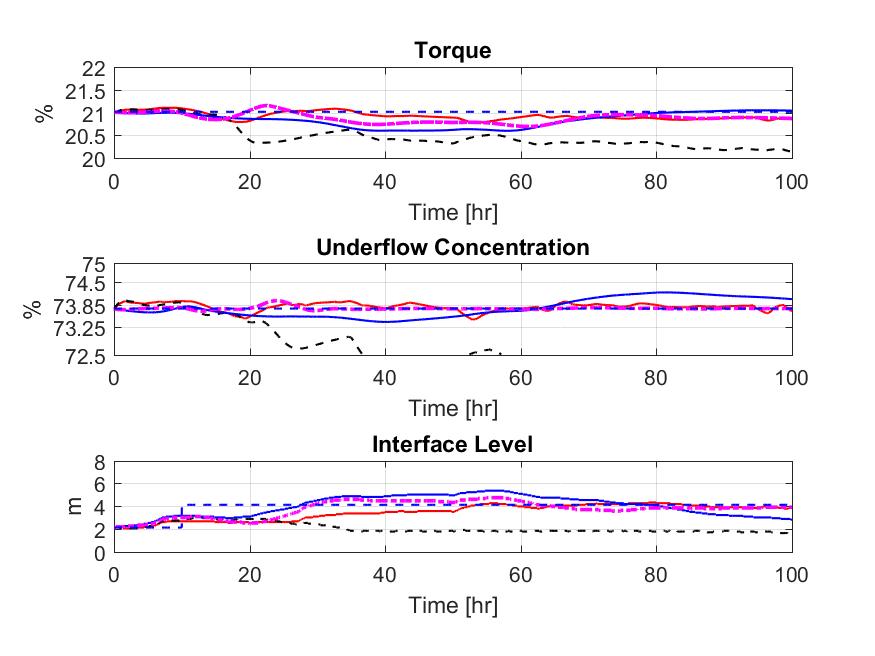 Torque
22
21.5
21
20.5
20
%
0 20 40 60 80 100
Time [hr]
Underflow Concentration
75
74.5
73.85
73.25
72.5
%
0 20 40 60 80 100
Time [hr]
Interface Level
8
6
4
2
0
m
0 20 40 60 80 100
Time [hr]